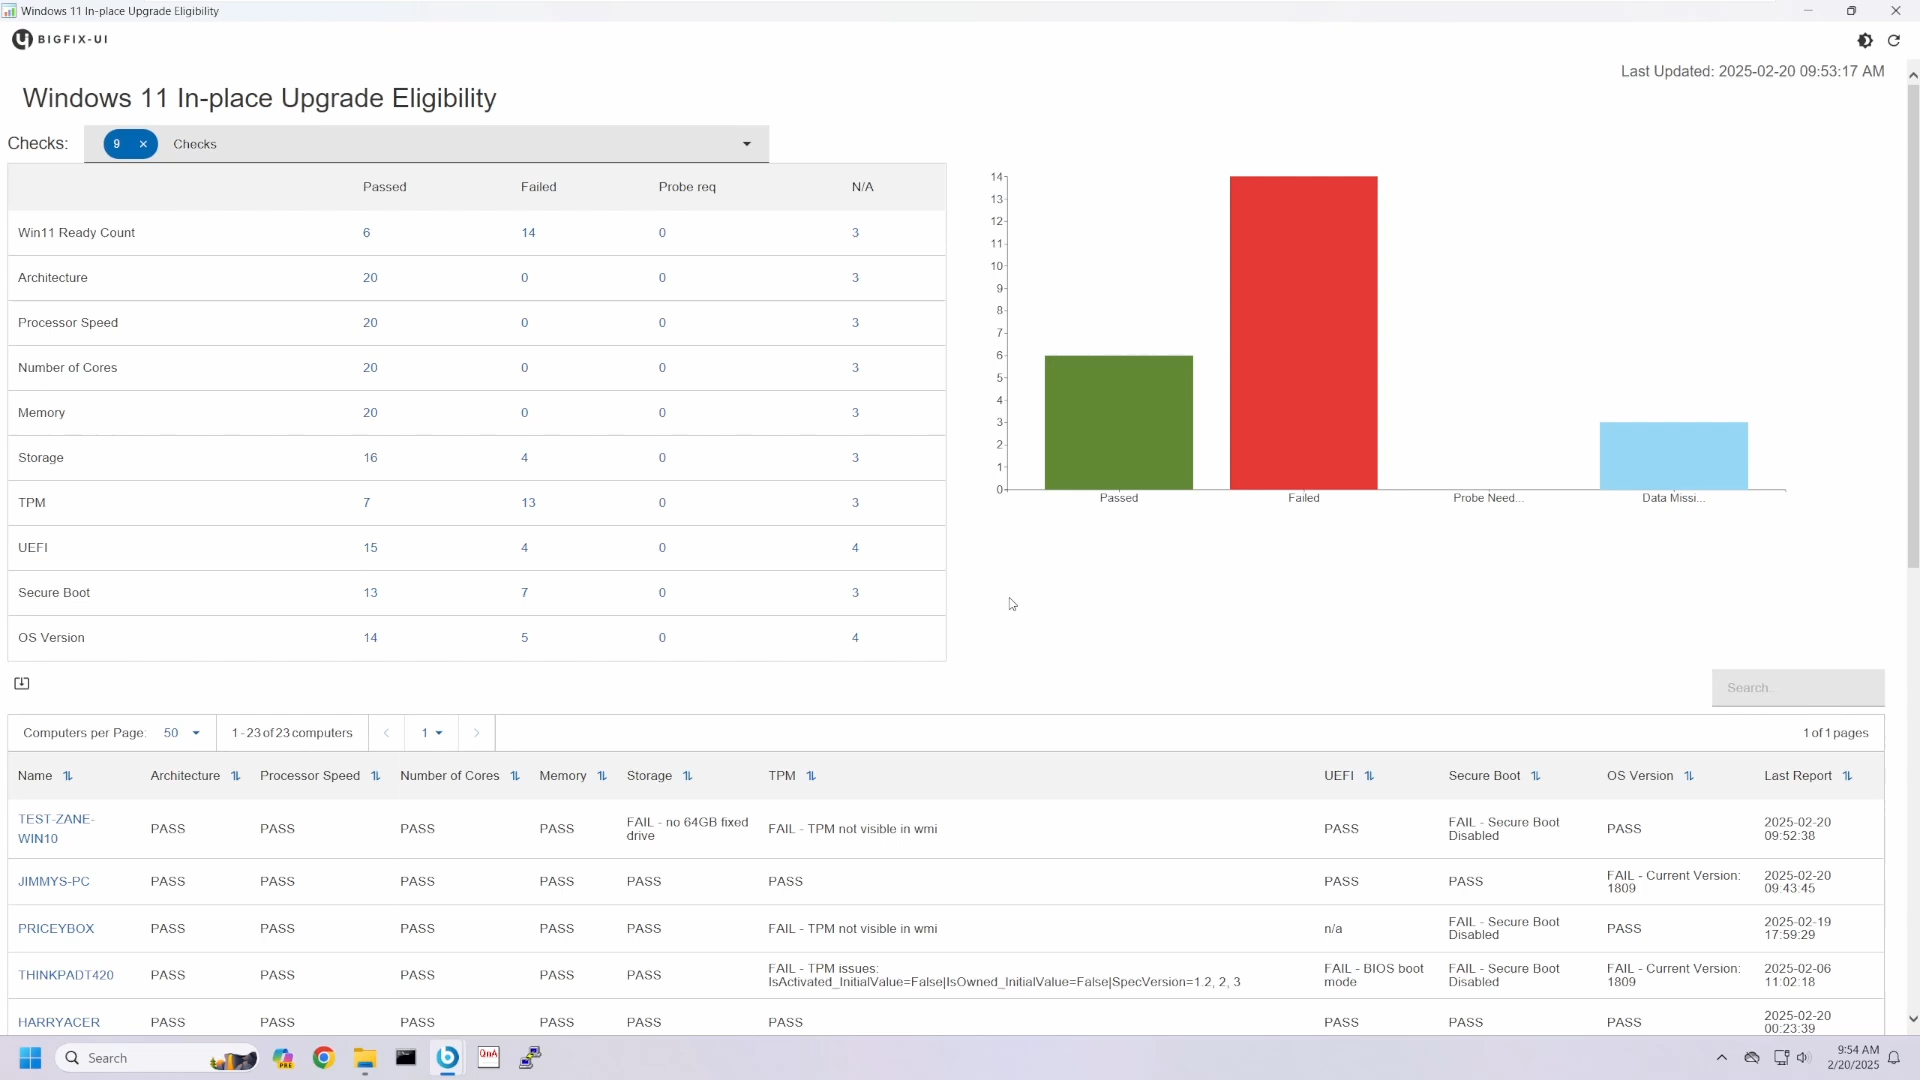 Windows 11 In-place Upgrade Eligibility
BIGFIX-UI
Last Updated: 2025-02-20 09:53:17 AM
Windows 11 In-place Upgrade Eligibility
Checks: 9 × Checks
Passed Failed Probe req N/A
Win11 Ready Count 6 14 0 3
Architecture 20 0 0 3
Processor Speed 20 0 0 3
Number of Cores 20 0 0 3
Memory 20 0 0 3
Storage 16 4 0 3
TPM 7 13 0 3
UEFI 15 4 0 4
Secure Boot 13 7 0 3
OS Version 14 5 0 4
14
13
12
11
10
9
8
7
6
5
4
3
2
1
0
Passed Failed Probe Need... Data Missi...
Search...
Computers per Page: 50 1 - 23 of 23 computers < 1 > 1 of 1 pages
Name Architecture Processor Speed Number of Cores Memory Storage TPM UEFI Secure Boot OS Version Last Report
TEST-ZANE-WIN10 PASS PASS PASS PASS FAIL - no 64GB fixed drive FAIL - TPM not visible in wmi PASS FAIL - Secure Boot Disabled PASS 2025-02-20 09:52:38
JIMMYS-PC PASS PASS PASS PASS PASS PASS PASS PASS FAIL - Current Version: 1809 2025-02-20 09:43:45
PRICEYBOX PASS PASS PASS PASS PASS FAIL - TPM not visible in wmi n/a FAIL - Secure Boot Disabled PASS 2025-02-19 17:59:29
THINKPADT420 PASS PASS PASS PASS PASS FAIL - TPM issues: IsActivated_InitialValue=False|IsOwned_InitialValue=False|SpecVersion=1.2, 2, 3 FAIL - BIOS boot mode FAIL - Secure Boot Disabled FAIL - Current Version: 1809 2025-02-06 11:02:18
HARRYACER PASS PASS PASS PASS PASS PASS PASS PASS PASS 2025-02-20 00:23:39
Search
PRE
QnA
9:54 AM
2/20/2025